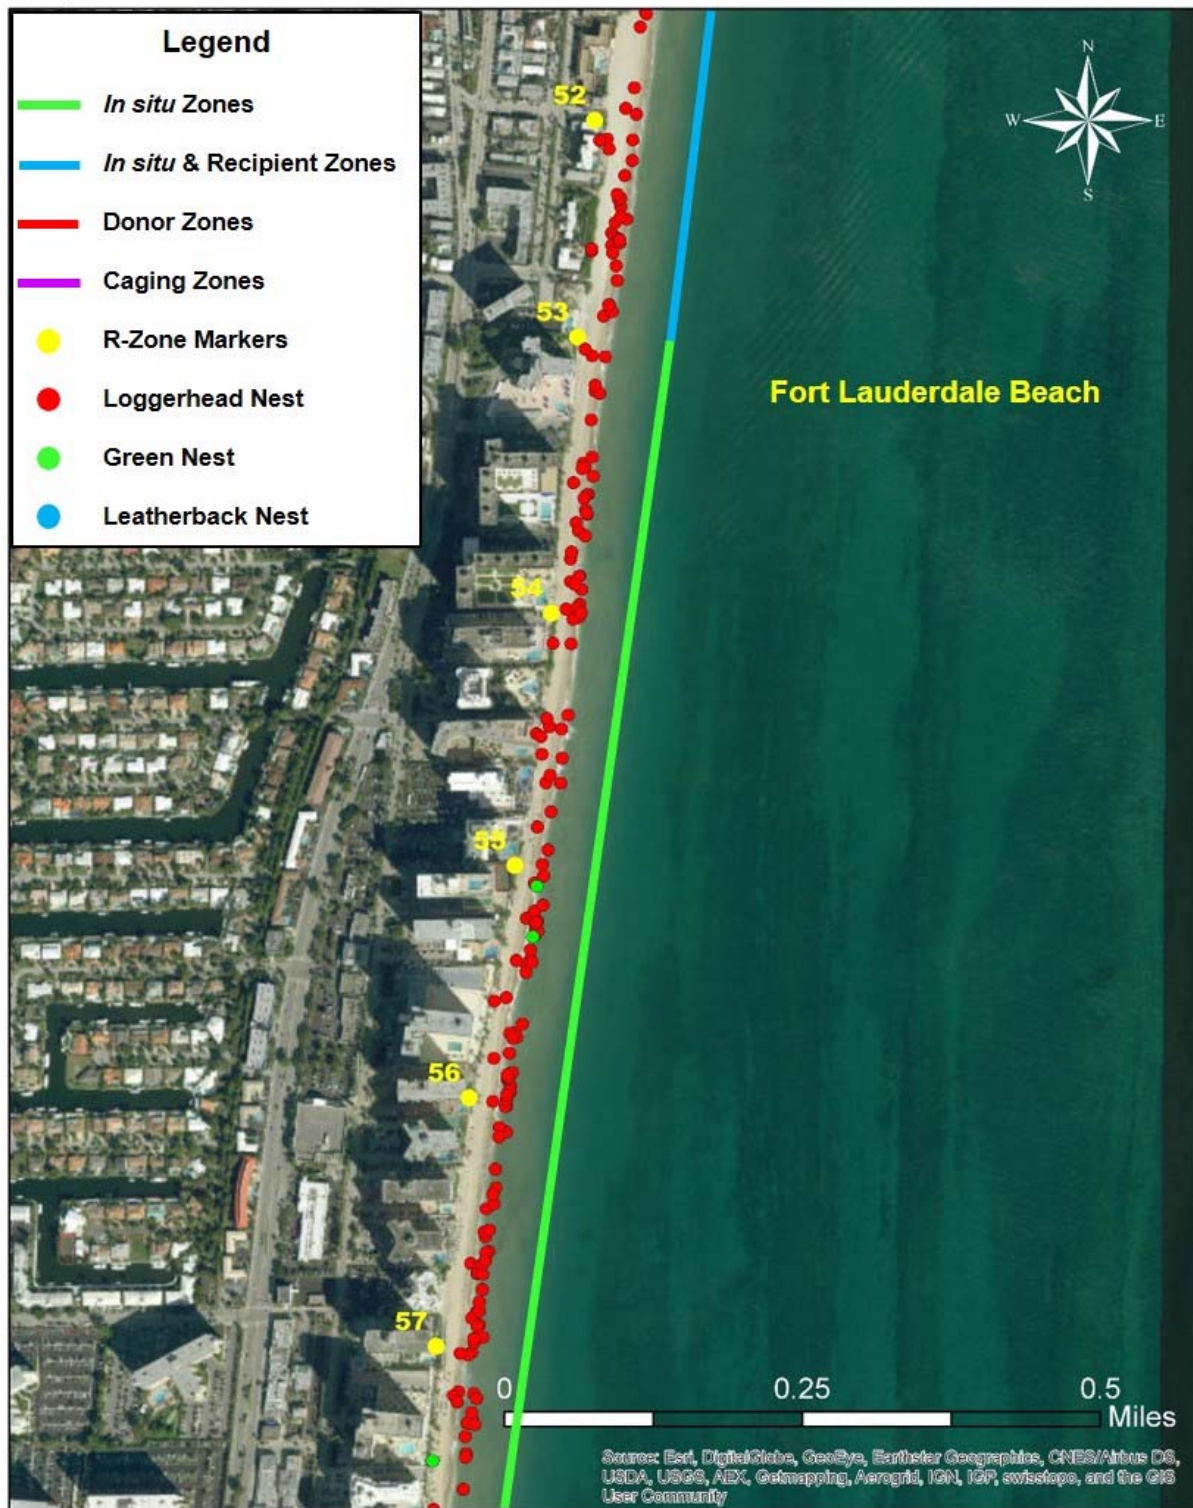 Legend
In situ Zones
In situ & Recipient Zones
Donor Zones
Caging Zones
R-Zone Markers
Loggerhead Nest
Green Nest
Leatherback Nest
N
W
E
S
52
53
Fort Lauderdale Beach
54
55
56
57
0
0.25
0.5
Miles
Source: Esri, DigitalGlobe, GeoEye, Earthstar Geographics, CNES/Airbus DS,
USDA, USGS, AEX, Getmapping, Aerogrid, IGN, IGP, swisstopo, and the GIS
User Community